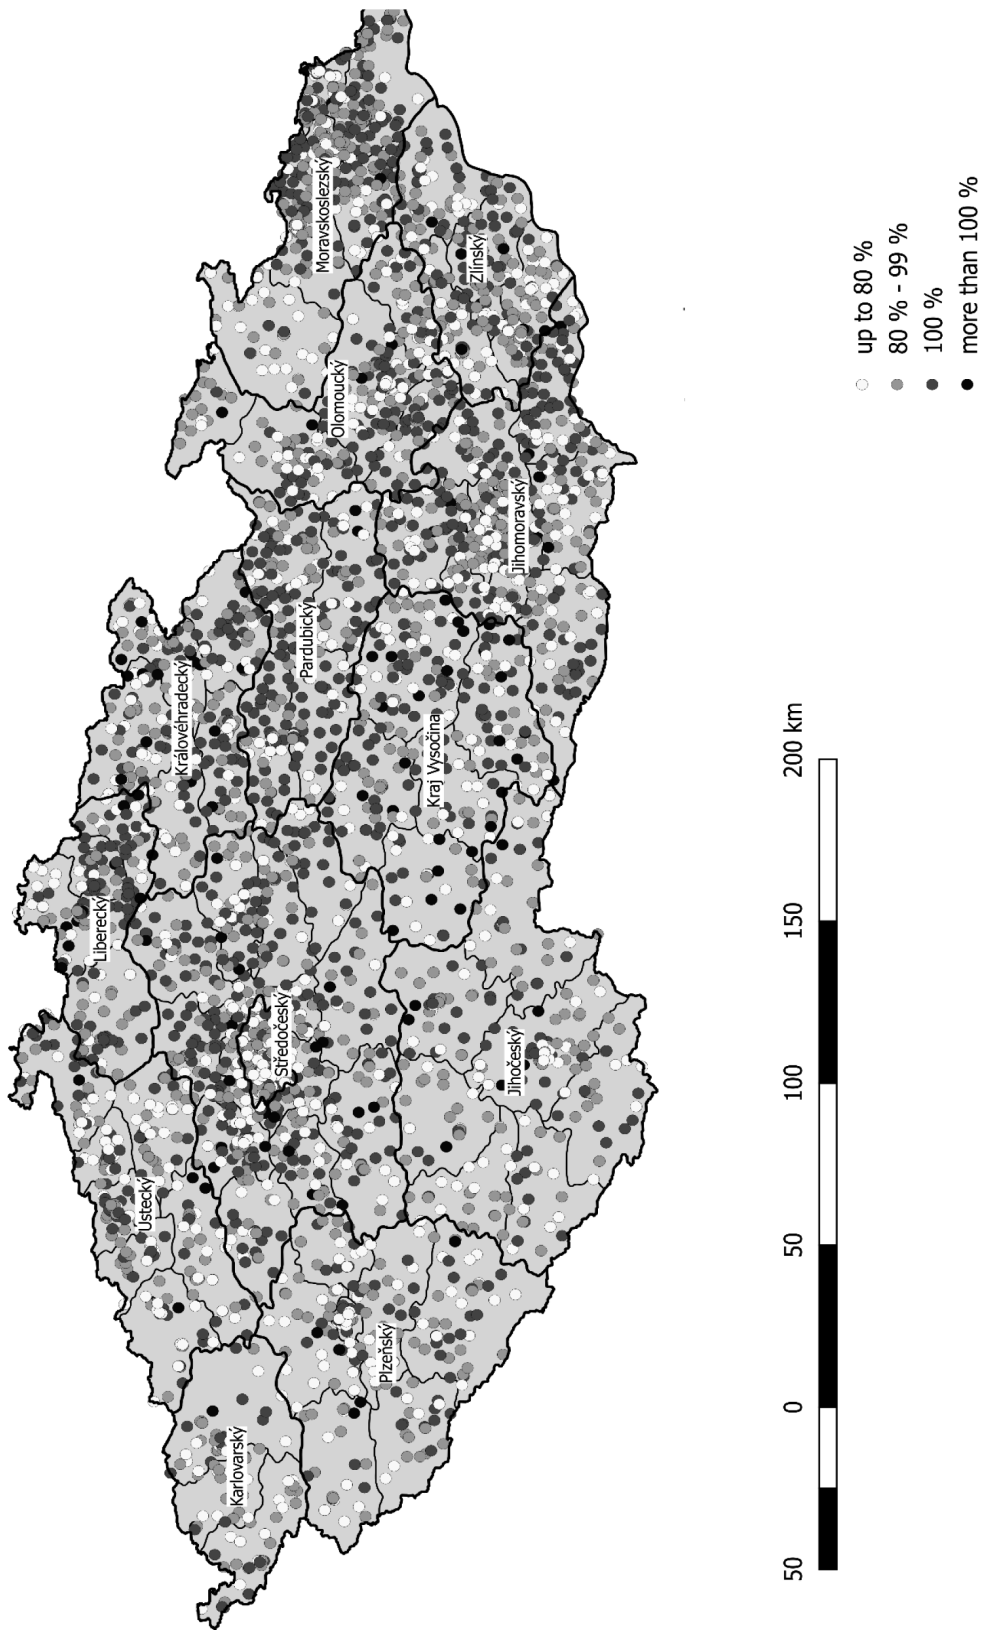 Karlovarský
Ústecký
Liberecký
Královéhradecký
Plzeňský
Středočeský
Pardubický
Olomoucký
Moravskoslezský
Jihočeský
Kraj Vysočina
Jihomoravský
Zlínský
50 0 50 100 150 200 km
up to 80 %
80 % - 99 %
100 %
more than 100 %